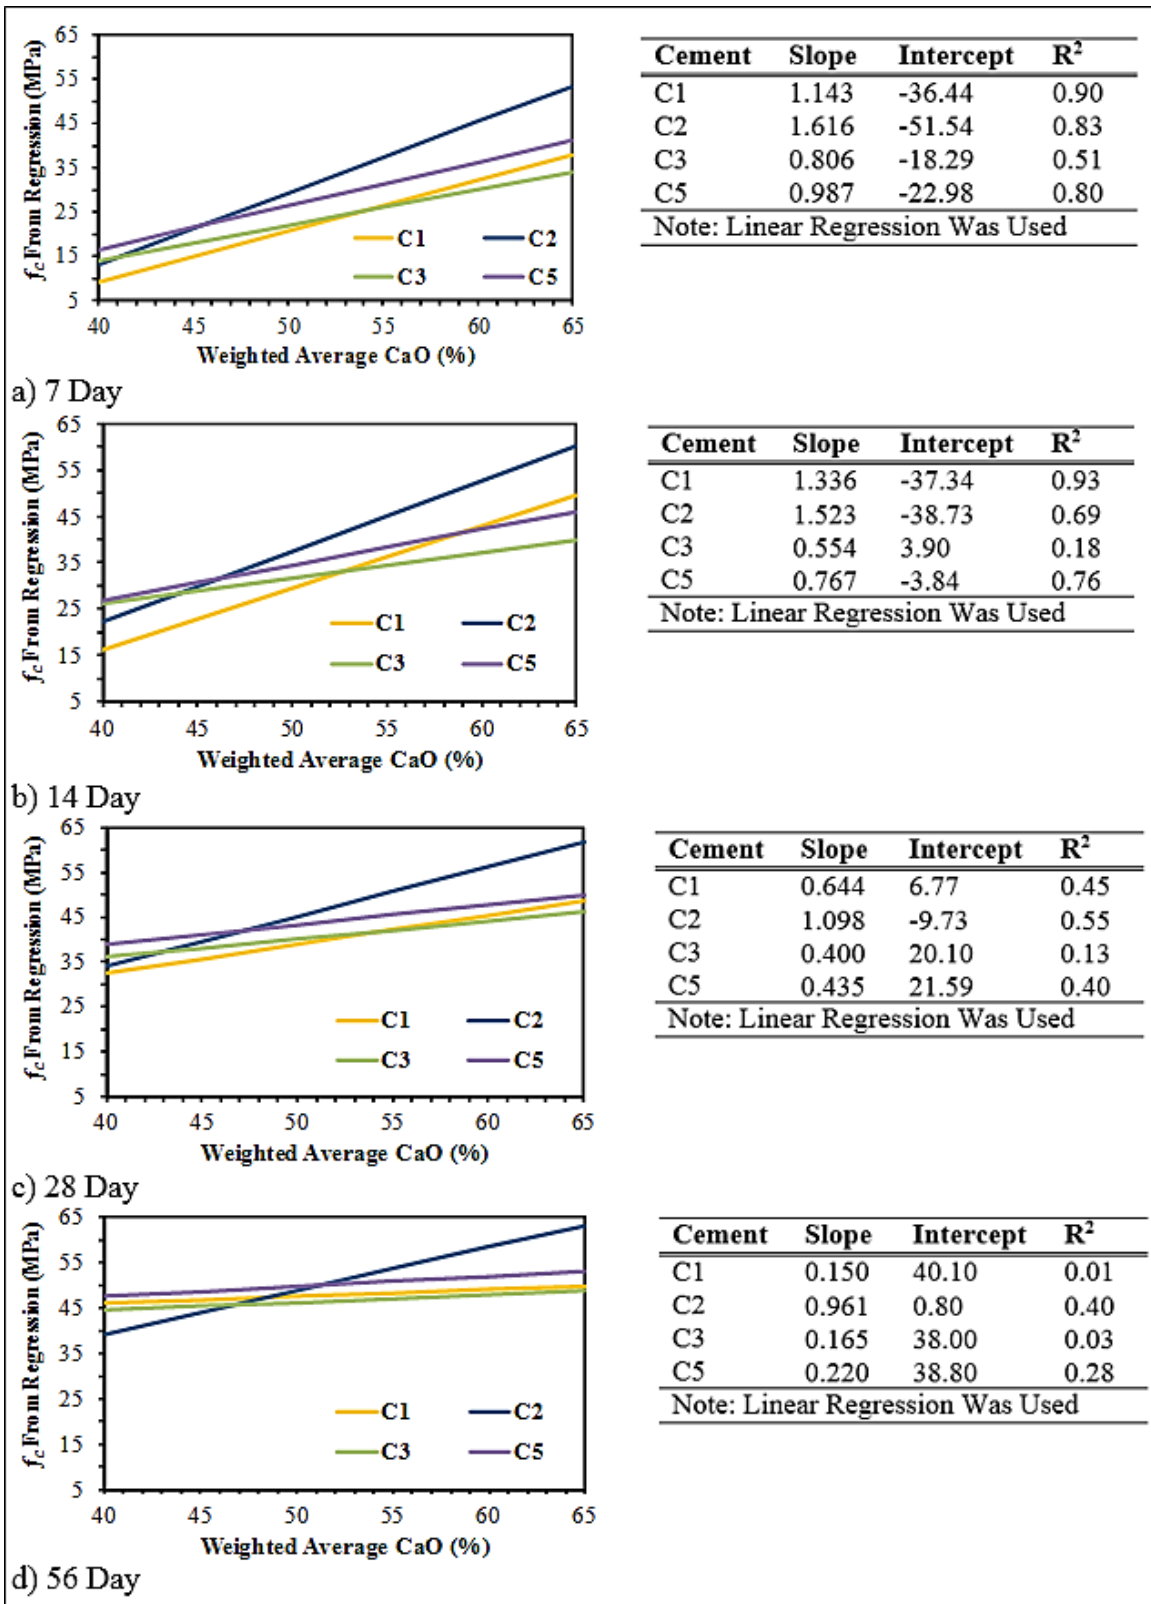 65
55
45
35
25
15
5
f_c From Regression (MPa)
C1 C2
C3 C5
40 45 50 55 60 65
Weighted Average CaO (%)
Cement Slope Intercept R²
C1 1.143 -36.44 0.90
C2 1.616 -51.54 0.83
C3 0.806 -18.29 0.51
C5 0.987 -22.98 0.80
Note: Linear Regression Was Used
a) 7 Day
65
55
45
35
25
15
5
f_c From Regression (MPa)
C1 C2
C3 C5
40 45 50 55 60 65
Weighted Average CaO (%)
Cement Slope Intercept R²
C1 1.336 -37.34 0.93
C2 1.523 -38.73 0.69
C3 0.554 3.90 0.18
C5 0.767 -3.84 0.76
Note: Linear Regression Was Used
b) 14 Day
65
55
45
35
25
15
5
f_c From Regression (MPa)
C1 C2
C3 C5
40 45 50 55 60 65
Weighted Average CaO (%)
Cement Slope Intercept R²
C1 0.644 6.77 0.45
C2 1.098 -9.73 0.55
C3 0.400 20.10 0.13
C5 0.435 21.59 0.40
Note: Linear Regression Was Used
c) 28 Day
65
55
45
35
25
15
5
f_c From Regression (MPa)
C1 C2
C3 C5
40 45 50 55 60 65
Weighted Average CaO (%)
Cement Slope Intercept R²
C1 0.150 40.10 0.01
C2 0.961 0.80 0.40
C3 0.165 38.00 0.03
C5 0.220 38.80 0.28
Note: Linear Regression Was Used
d) 56 Day